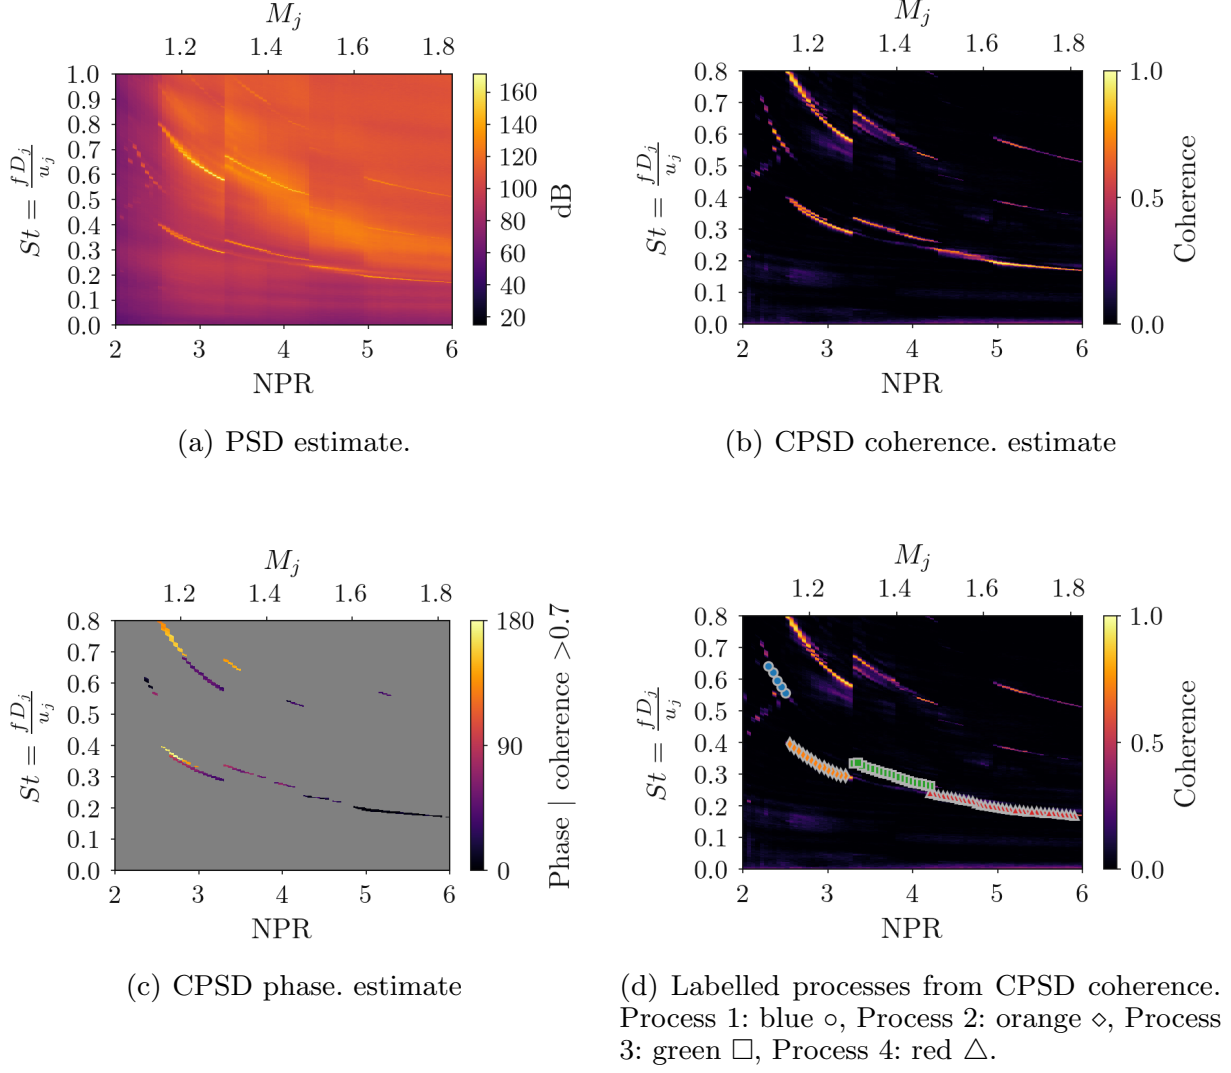 M_j
1.2 1.4 1.6 1.8
1.0
0.9
0.8
0.7
0.6
0.5
0.4
0.3
0.2
0.1
0.0
St = fD_j/u_j
2 3 4 5 6
NPR
160
140
120
100
80
60
40
20
dB
(a) PSD estimate.
M_j
1.2 1.4 1.6 1.8
0.8
0.7
0.6
0.5
0.4
0.3
0.2
0.1
0.0
St = fD_j/u_j
2 3 4 5 6
NPR
1.0
0.5
0.0
Coherence
(b) CPSD coherence. estimate
M_j
1.2 1.4 1.6 1.8
0.8
0.7
0.6
0.5
0.4
0.3
0.2
0.1
0.0
St = fD_j/u_j
2 3 4 5 6
NPR
180
90
0
Phase | coherence >0.7
(c) CPSD phase. estimate
M_j
1.2 1.4 1.6 1.8
0.8
0.7
0.6
0.5
0.4
0.3
0.2
0.1
0.0
St = fD_j/u_j
2 3 4 5 6
NPR
1.0
0.5
0.0
Coherence
(d) Labelled processes from CPSD coherence.
Process 1: blue ○, Process 2: orange ⋄, Process
3: green □, Process 4: red △.